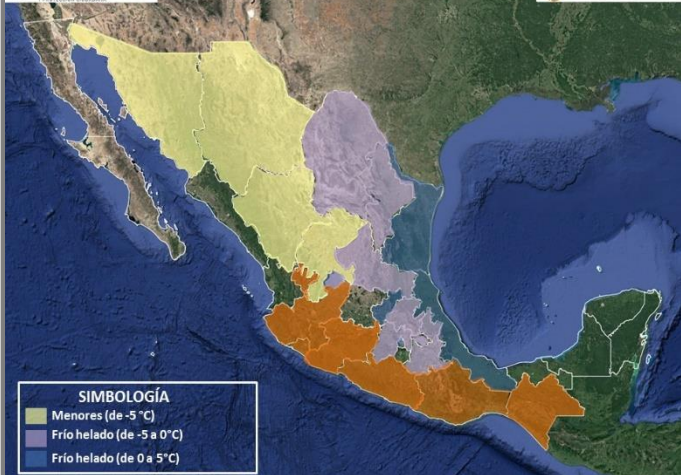 SIMBOLOGÍA
Menores (de -5 °C)
Frío helado (de -5 a 0°C)
Frío helado (de 0 a 5°C)